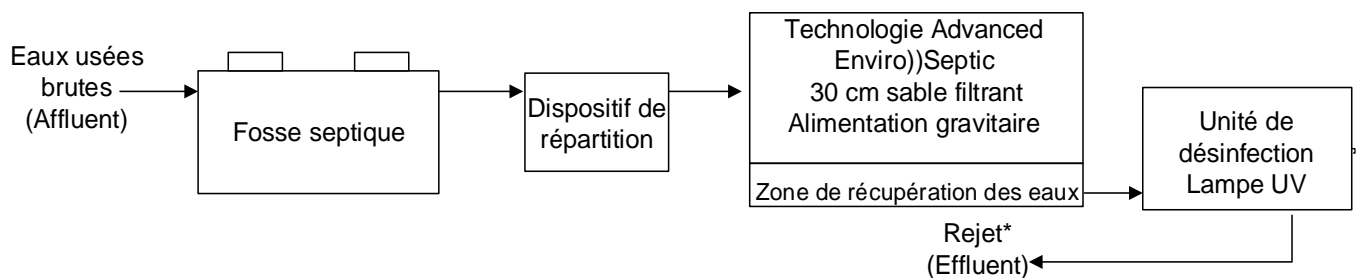 Eaux usées
brutes
(Affluent)
Fosse septique
Dispositif de
répartition
Technologie Advanced
Enviro))Septic
30 cm sable filtrant
Alimentation gravitaire
Zone de récupération des eaux
Unité de
désinfection
Lampe UV
Rejet*
(Effluent)